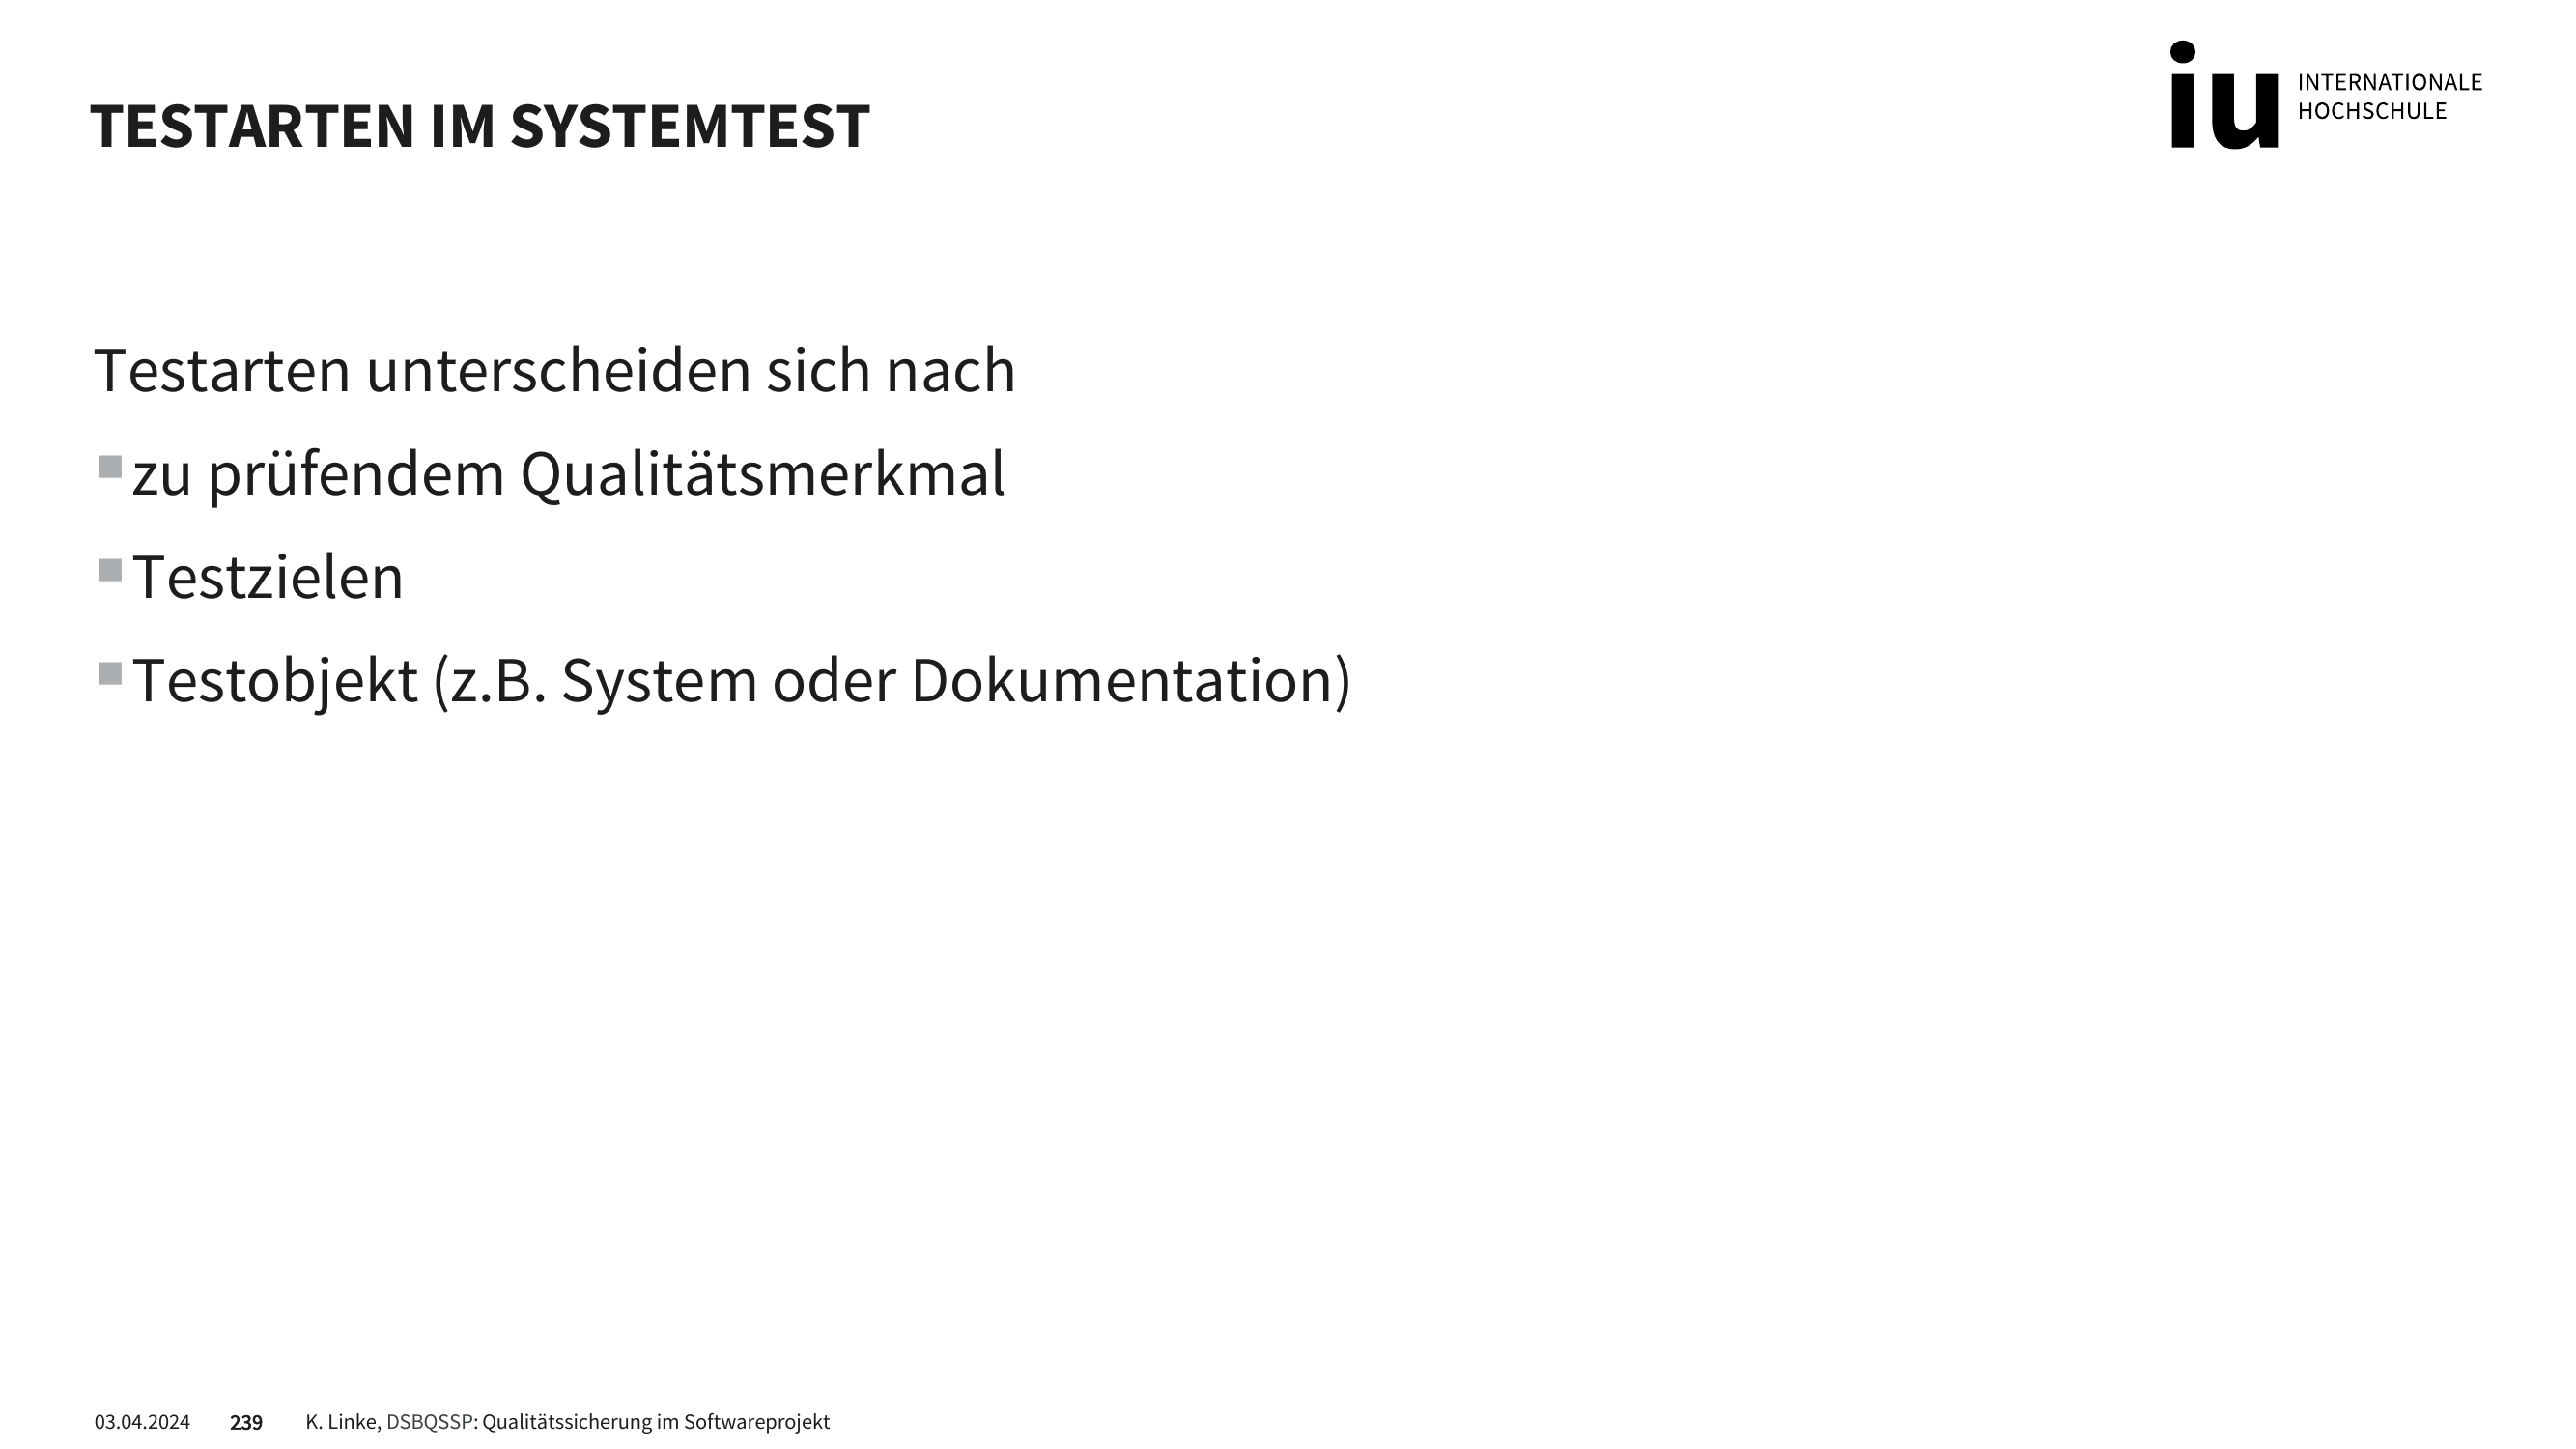 TESTARTEN IM SYSTEMTEST
iu INTERNATIONALE
HOCHSCHULE
Testarten unterscheiden sich nach
zu prüfendem Qualitätsmerkmal
Testzielen
Testobjekt (z.B. System oder Dokumentation)
03.04.2024 239 K. Linke, DSBQSSP: Qualitätssicherung im Softwareprojekt